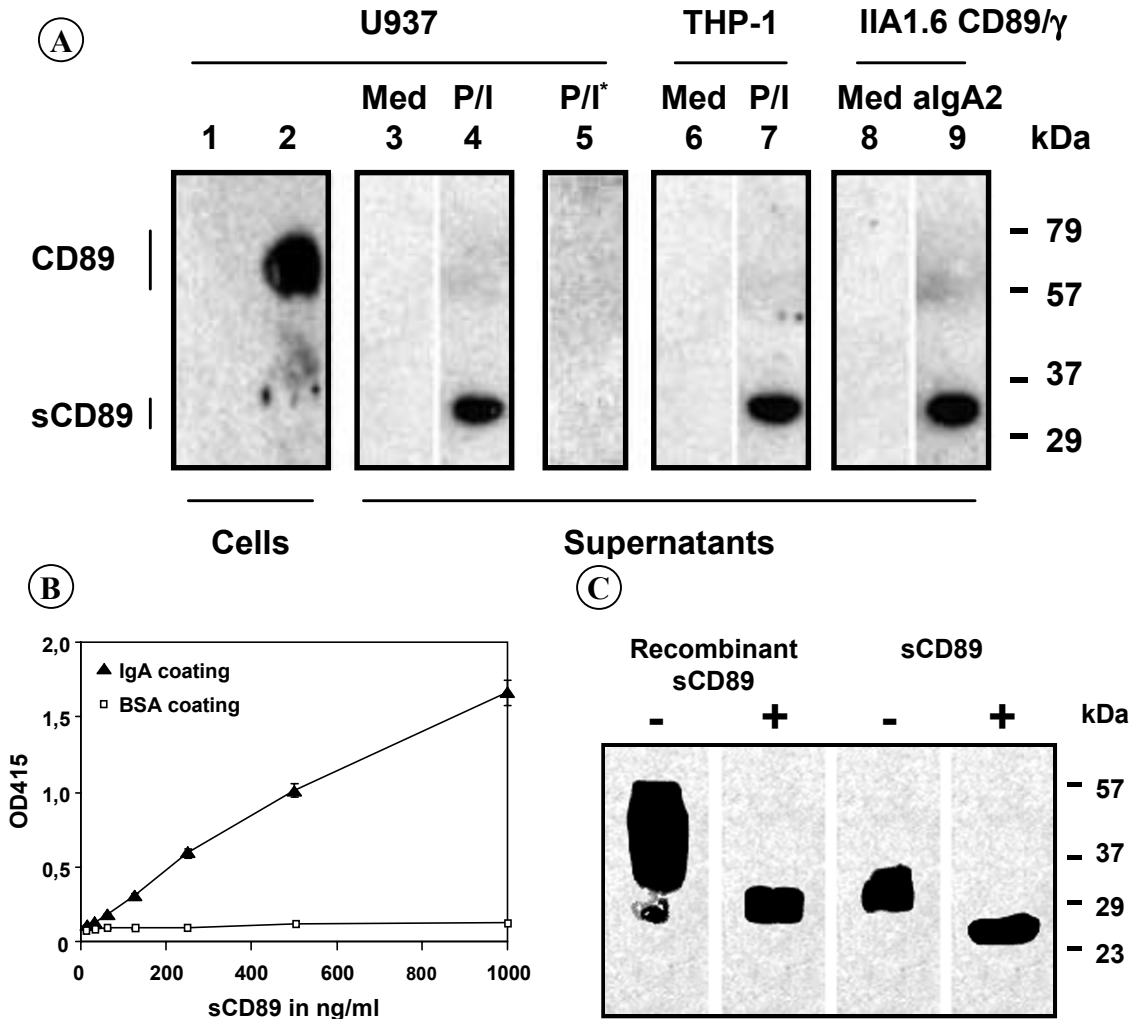 A
U937 THP-1 IIA1.6 CD89/γ
Med P/I P/I* Med P/I Med aIgA2
1 2 3 4 5 6 7 8 9 kDa
CD89
sCD89
79
57
37
29
Cells Supernatants
B
2,0
1,5
1,0
0,5
0
IgA coating
BSA coating
OD415
0 200 400 600 800 1000
sCD89 in ng/ml
C
Recombinant
sCD89
sCD89
- + - + kDa
57
37
29
23